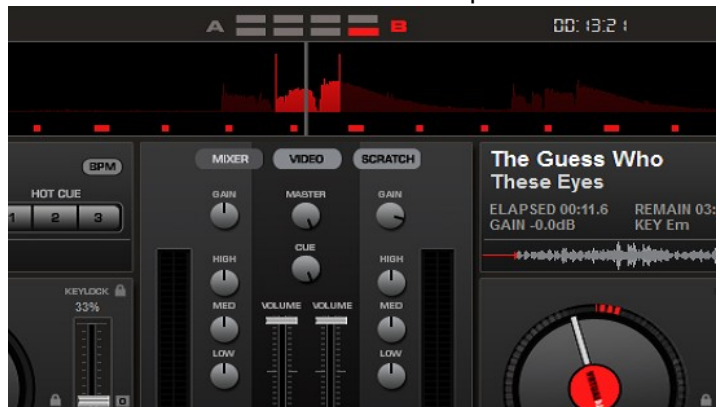 A B 00:13:21
BPM
HOT CUE
1 2 3
KEYLOCK
33%
MIXER VIDEO SCRATCH
GAIN MASTER GAIN
CUE
HIGH HIGH
MED VOLUME VOLUME MED
LOW LOW
The Guess Who
These Eyes
ELAPSED 00:11.6 REMAIN 03:
GAIN -0.0dB KEY Em